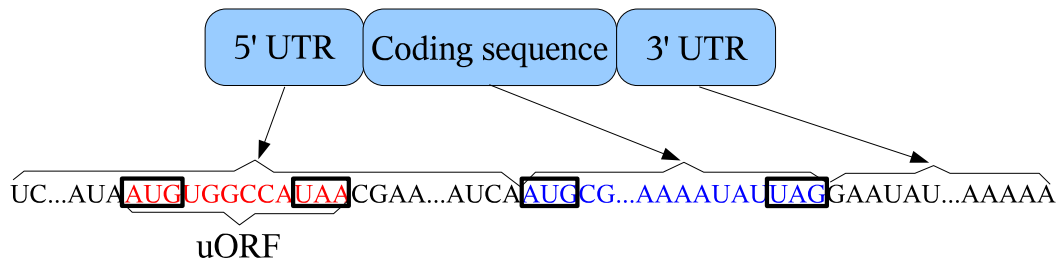 5' UTR Coding sequence 3' UTR
UC...AUAAUGUGGCCAUAACGAA...AUCAAUGCG...AAAAUAUUAGGAAUAU...AAAAA
uORF